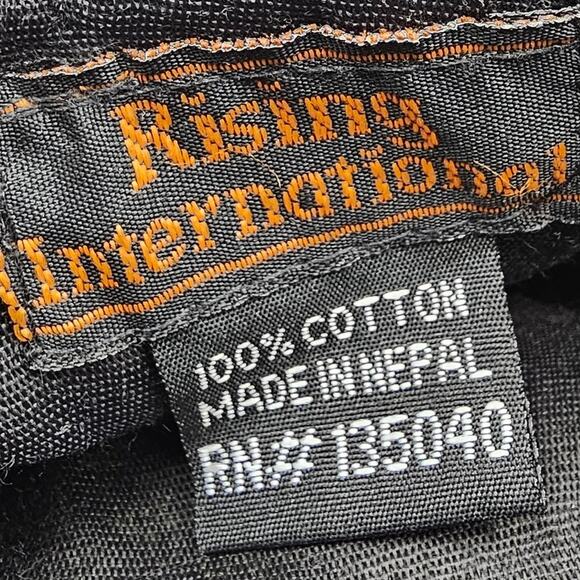 Rising
International
100% COTTON
MADE IN NEPAL
RN# 135040